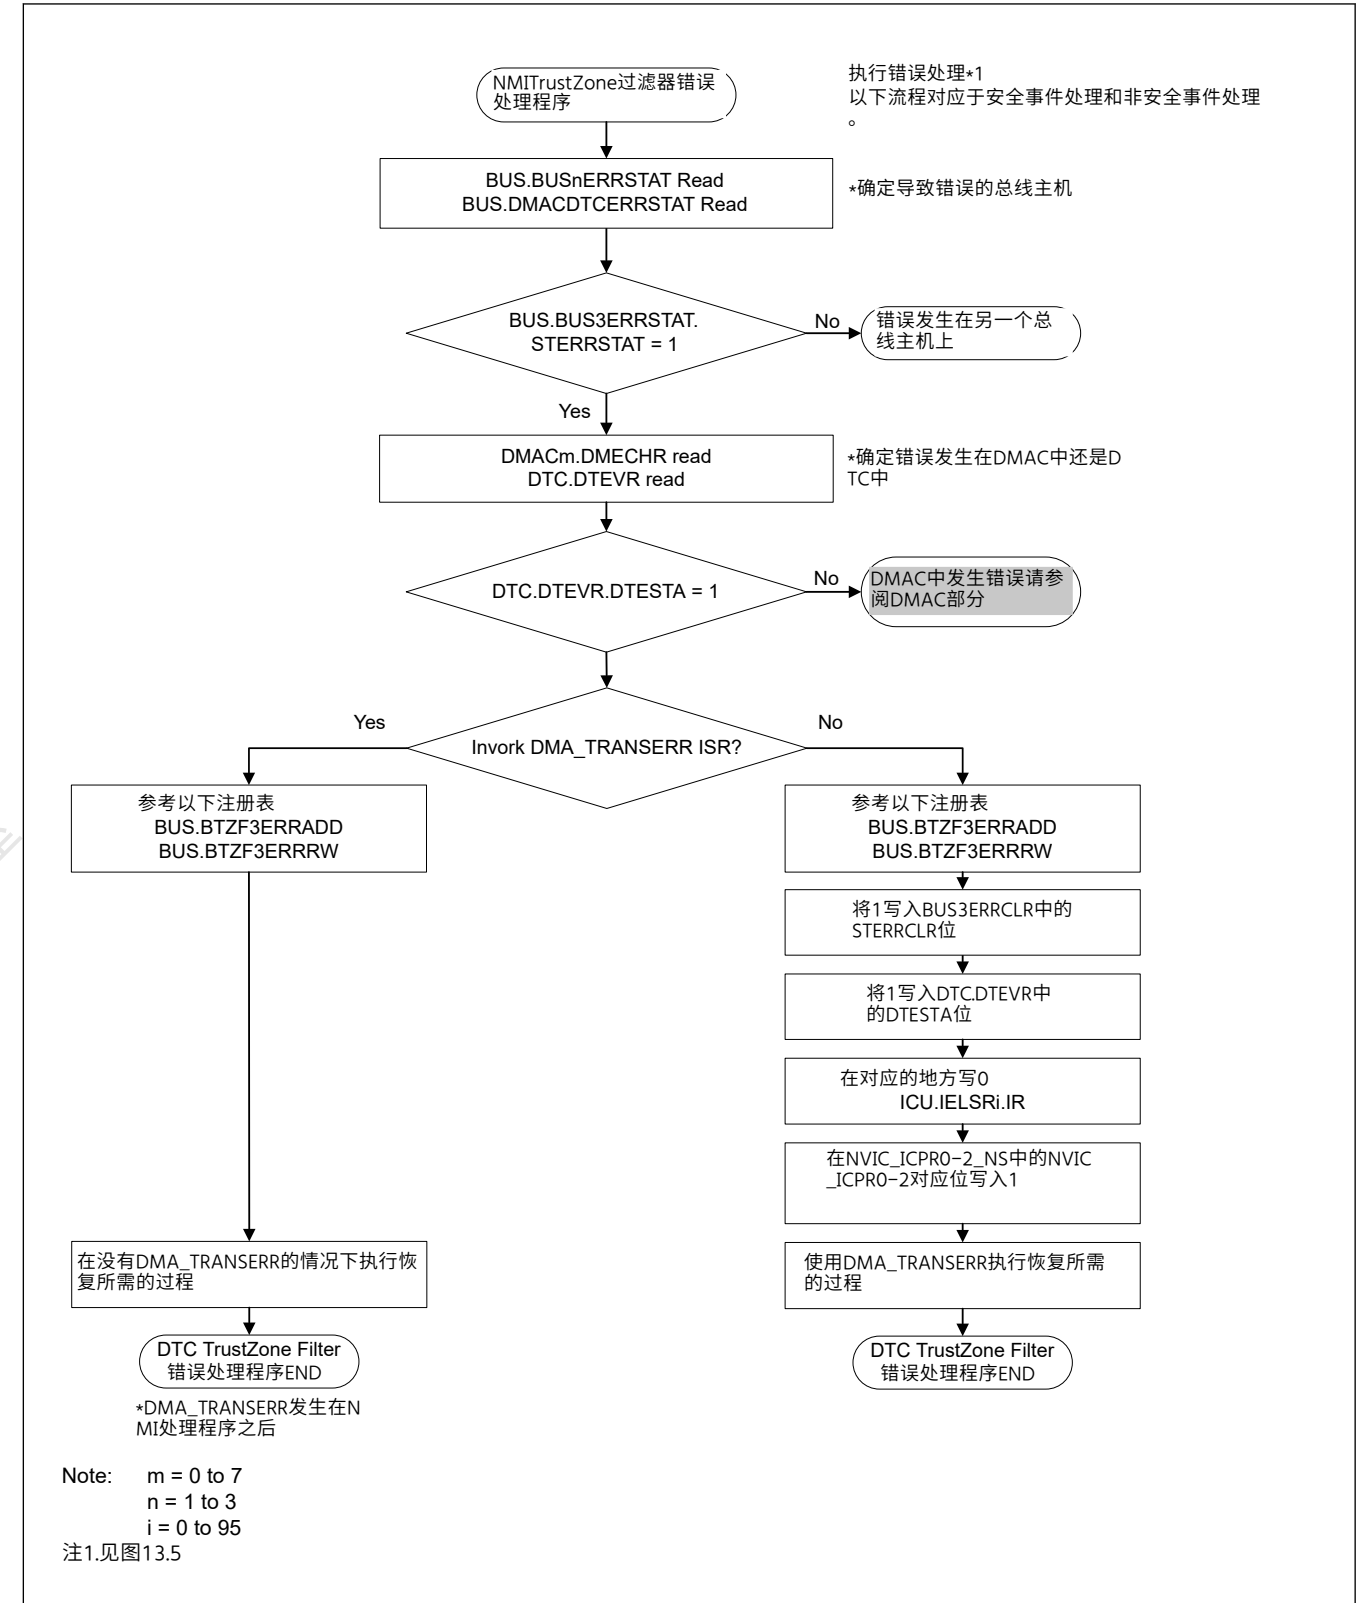 NMITrustZone过滤器错误
处理程序
执行错误处理*1
以下流程对应于安全事件处理和非安全事件处理
。
BUS.BUSnERRSTAT Read
BUS.DMACDTCERRSTAT Read
*确定导致错误的总线主机
BUS.BUS3ERRSTAT.
STERRSTAT = 1
No
错误发生在另一个总
线主机上
Yes
DMACm.DMECHR read
DTC.DTEVR read
*确定错误发生在DMAC中还是D
TC中
DTC.DTEVR.DTESTA = 1
No
DMAC中发生错误请参
阅DMAC部分
Yes
Invork DMA_TRANSERR ISR?
No
参考以下注册表
BUS.BTZF3ERRADD
BUS.BTZF3ERRRW
参考以下注册表
BUS.BTZF3ERRADD
BUS.BTZF3ERRRW
将1写入BUS3ERRCLR中的
STERRCLR位
将1写入DTC.DTEVR中
的DTESTA位
在对应的地方写0
ICU.IELSRi.IR
在NVIC_ICPR0-2_NS中的NVIC
_ICPR0-2对应位写入1
在没有DMA_TRANSERR的情况下执行恢
复所需的过程
使用DMA_TRANSERR执行恢复所需
的过程
DTC TrustZone Filter
错误处理程序END
DTC TrustZone Filter
错误处理程序END
*DMA_TRANSERR发生在N
MI处理程序之后
Note: m = 0 to 7
n = 1 to 3
i = 0 to 95
注1.见图13.5